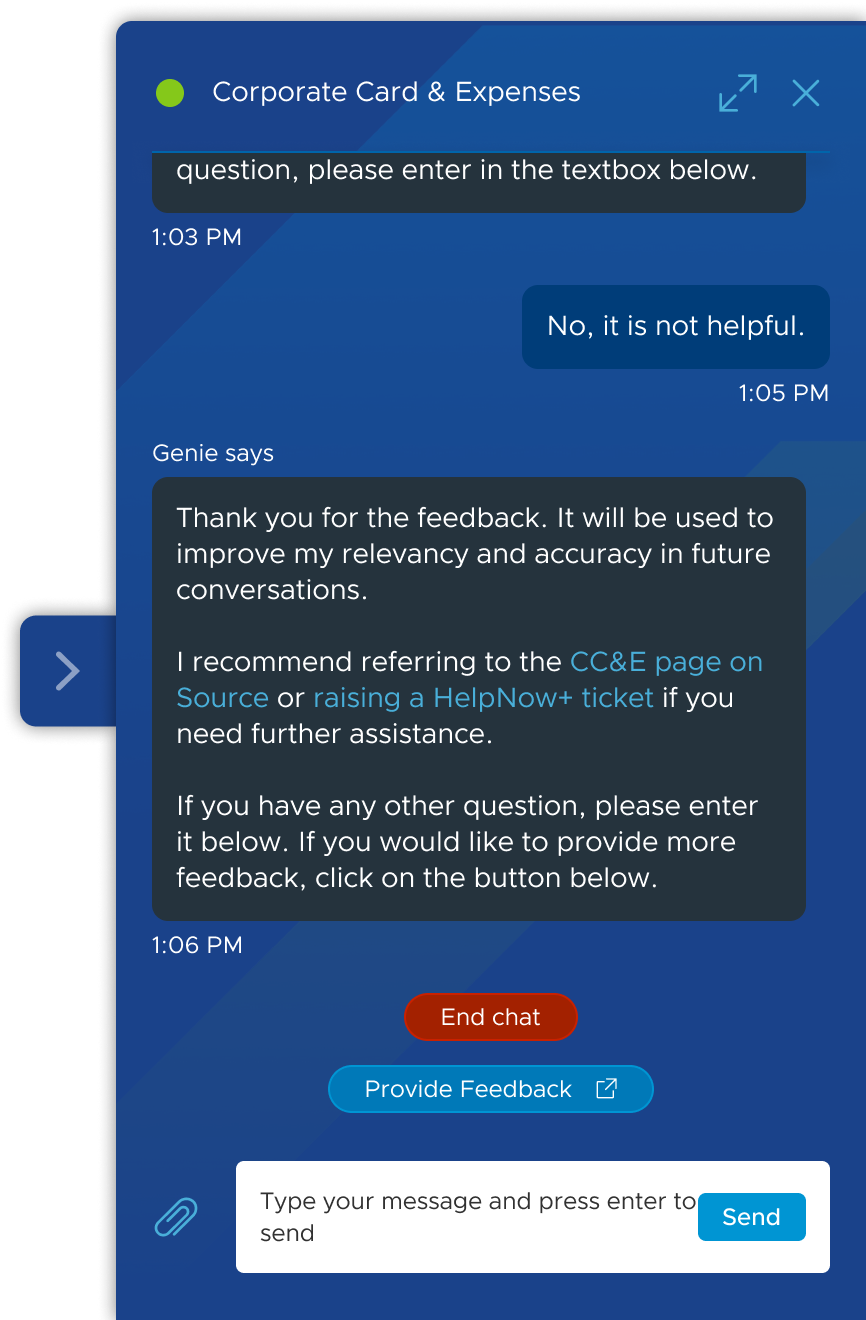 Corporate Card & Expenses
question, please enter in the textbox below.
1:03 PM
No, it is not helpful.
1:05 PM
Genie says
Thank you for the feedback. It will be used to
improve my relevancy and accuracy in future
conversations.
I recommend referring to the CC&E page on
Source or raising a HelpNow+ ticket if you
need further assistance.
If you have any other question, please enter
it below. If you would like to provide more
feedback, click on the button below.
1:06 PM
End chat
Provide Feedback
Type your message and press enter to
send
Send